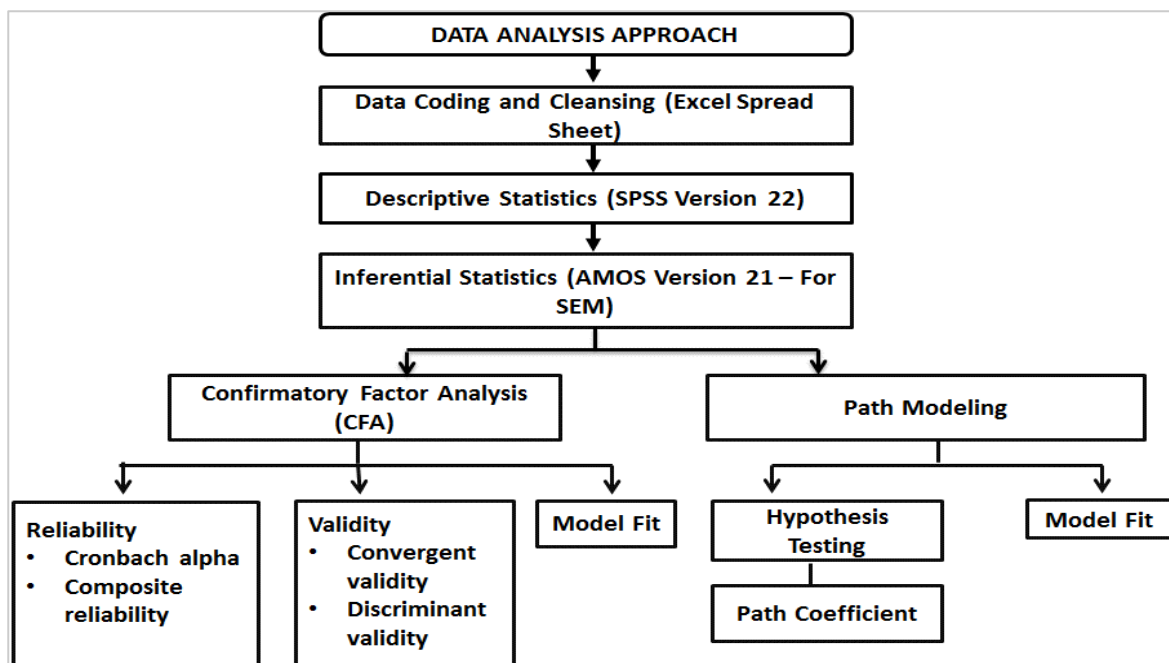 DATA ANALYSIS APPROACH
Data Coding and Cleansing (Excel Spread
Sheet)
Descriptive Statistics (SPSS Version 22)
Inferential Statistics (AMOS Version 21 – For
SEM)
Confirmatory Factor Analysis
(CFA)
Path Modeling
Reliability
• Cronbach alpha
• Composite
reliability
Validity
• Convergent
validity
• Discriminant
validity
Model Fit
Hypothesis
Testing
Path Coefficient
Model Fit